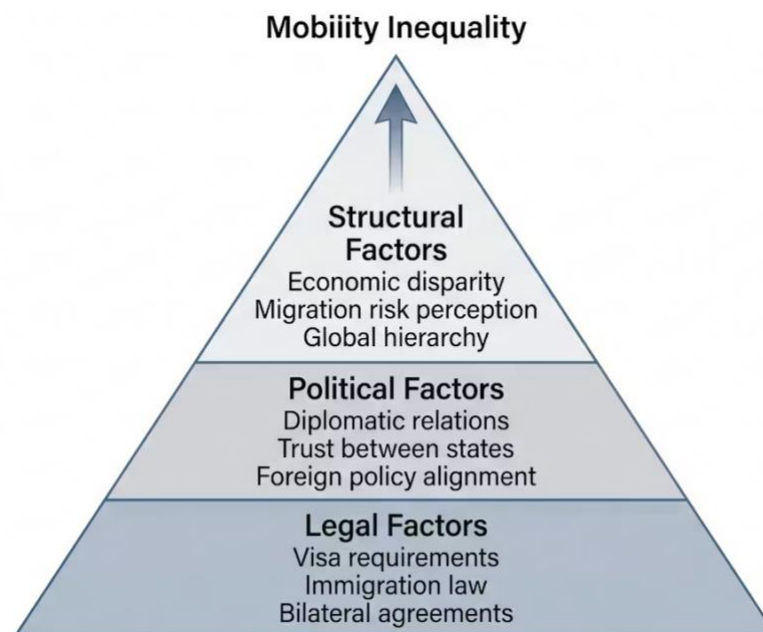 Mobility Inequality
Structural
Factors
Economic disparity
Migration risk perception
Global hierarchy
Political Factors
Diplomatic relations
Trust between states
Foreign policy alignment
Legal Factors
Visa requirements
Immigration law
Bilateral agreements